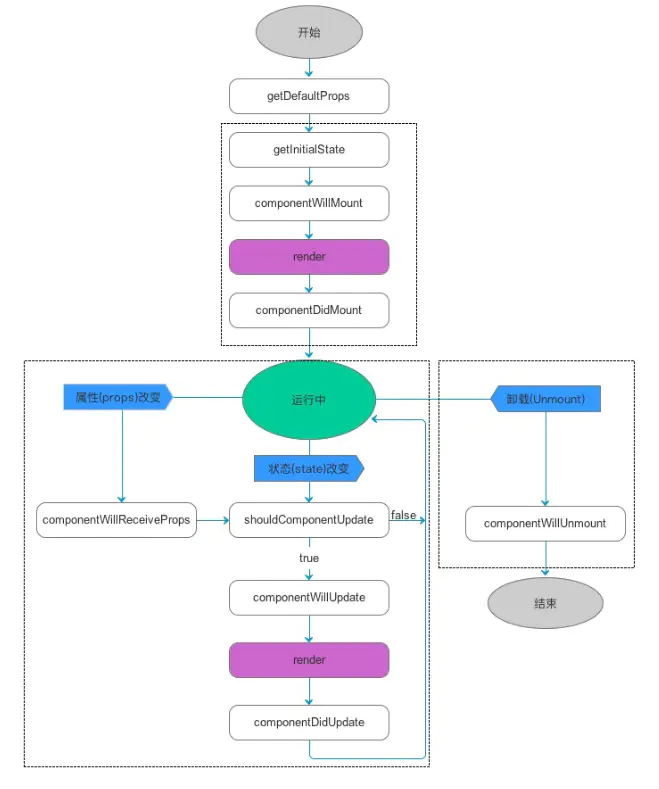 开始
getDefaultProps
getInitialState
componentWillMount
render
componentDidMount
属性(props)改变
运行中
卸载(Unmount)
状态(state)改变
componentWillReceiveProps
shouldComponentUpdate
false
componentWillUnmount
true
componentWillUpdate
结束
render
componentDidUpdate